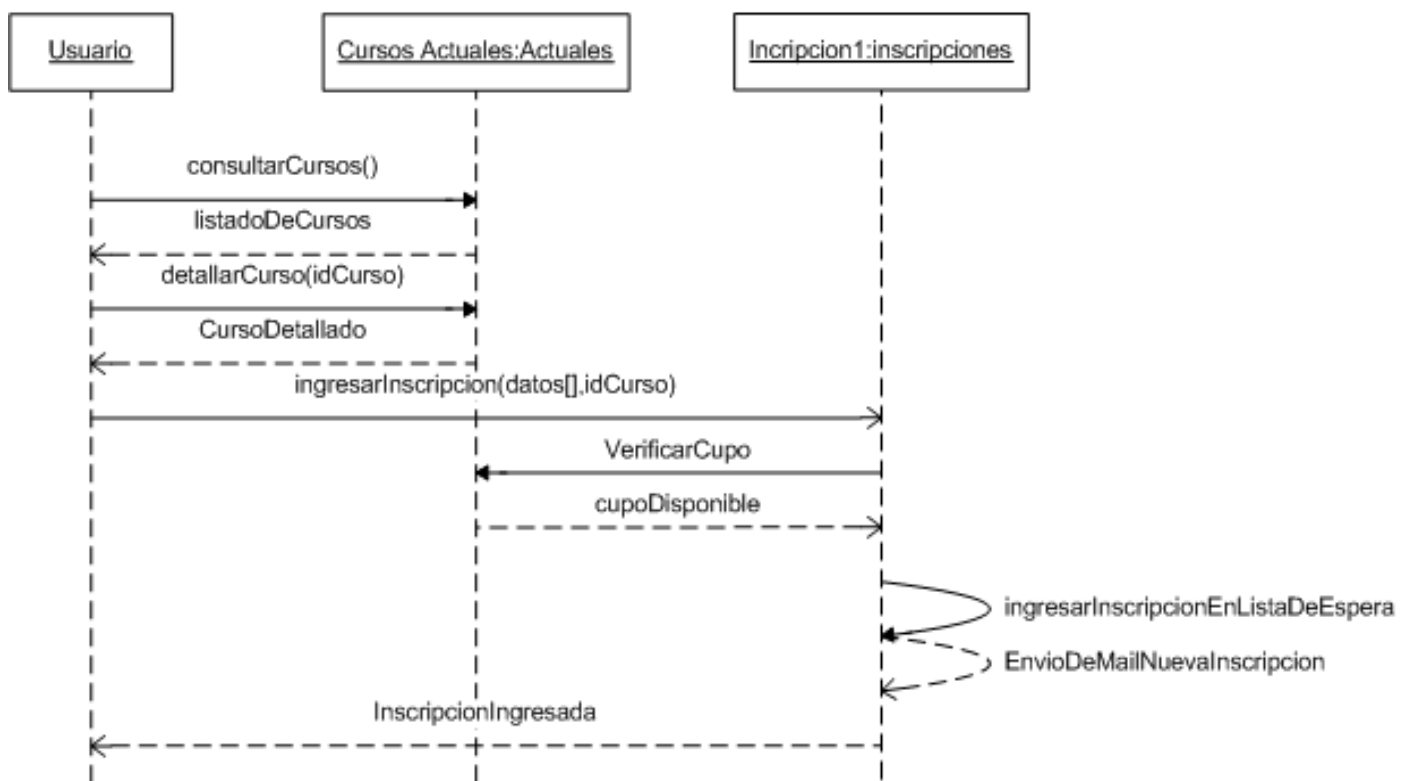 Usuario
Cursos Actuales:Actuales
Incripcion1:inscripciones
consultarCursos()
listadoDeCursos
detallarCurso(idCurso)
CursoDetallado
ingresarInscripcion(datos[],idCurso)
VerificarCupo
cupoDisponible
ingresarInscripcionEnListaDeEspera
EnvioDeMailNuevaInscripcion
InscripcionIngresada